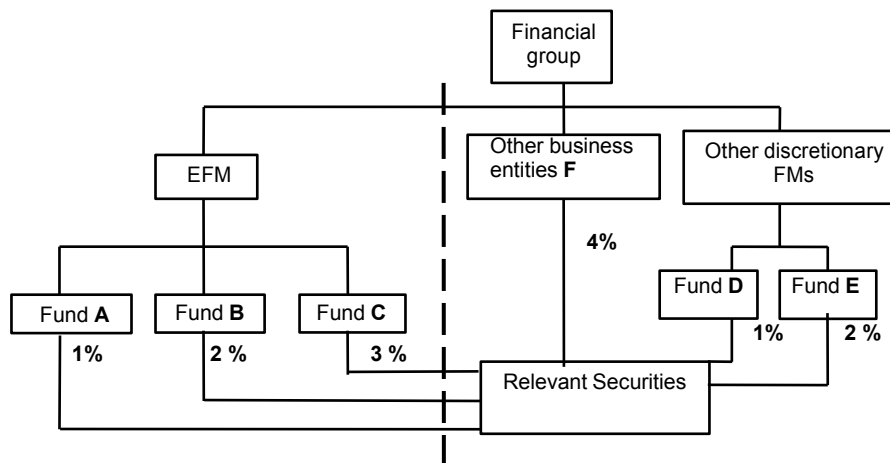 Financial
group
EFM
Other business
entities F
Other discretionary
FMs
4%
Fund A
Fund B
Fund C
Fund D
Fund E
1%
2 %
3 %
1%
2 %
Relevant Securities